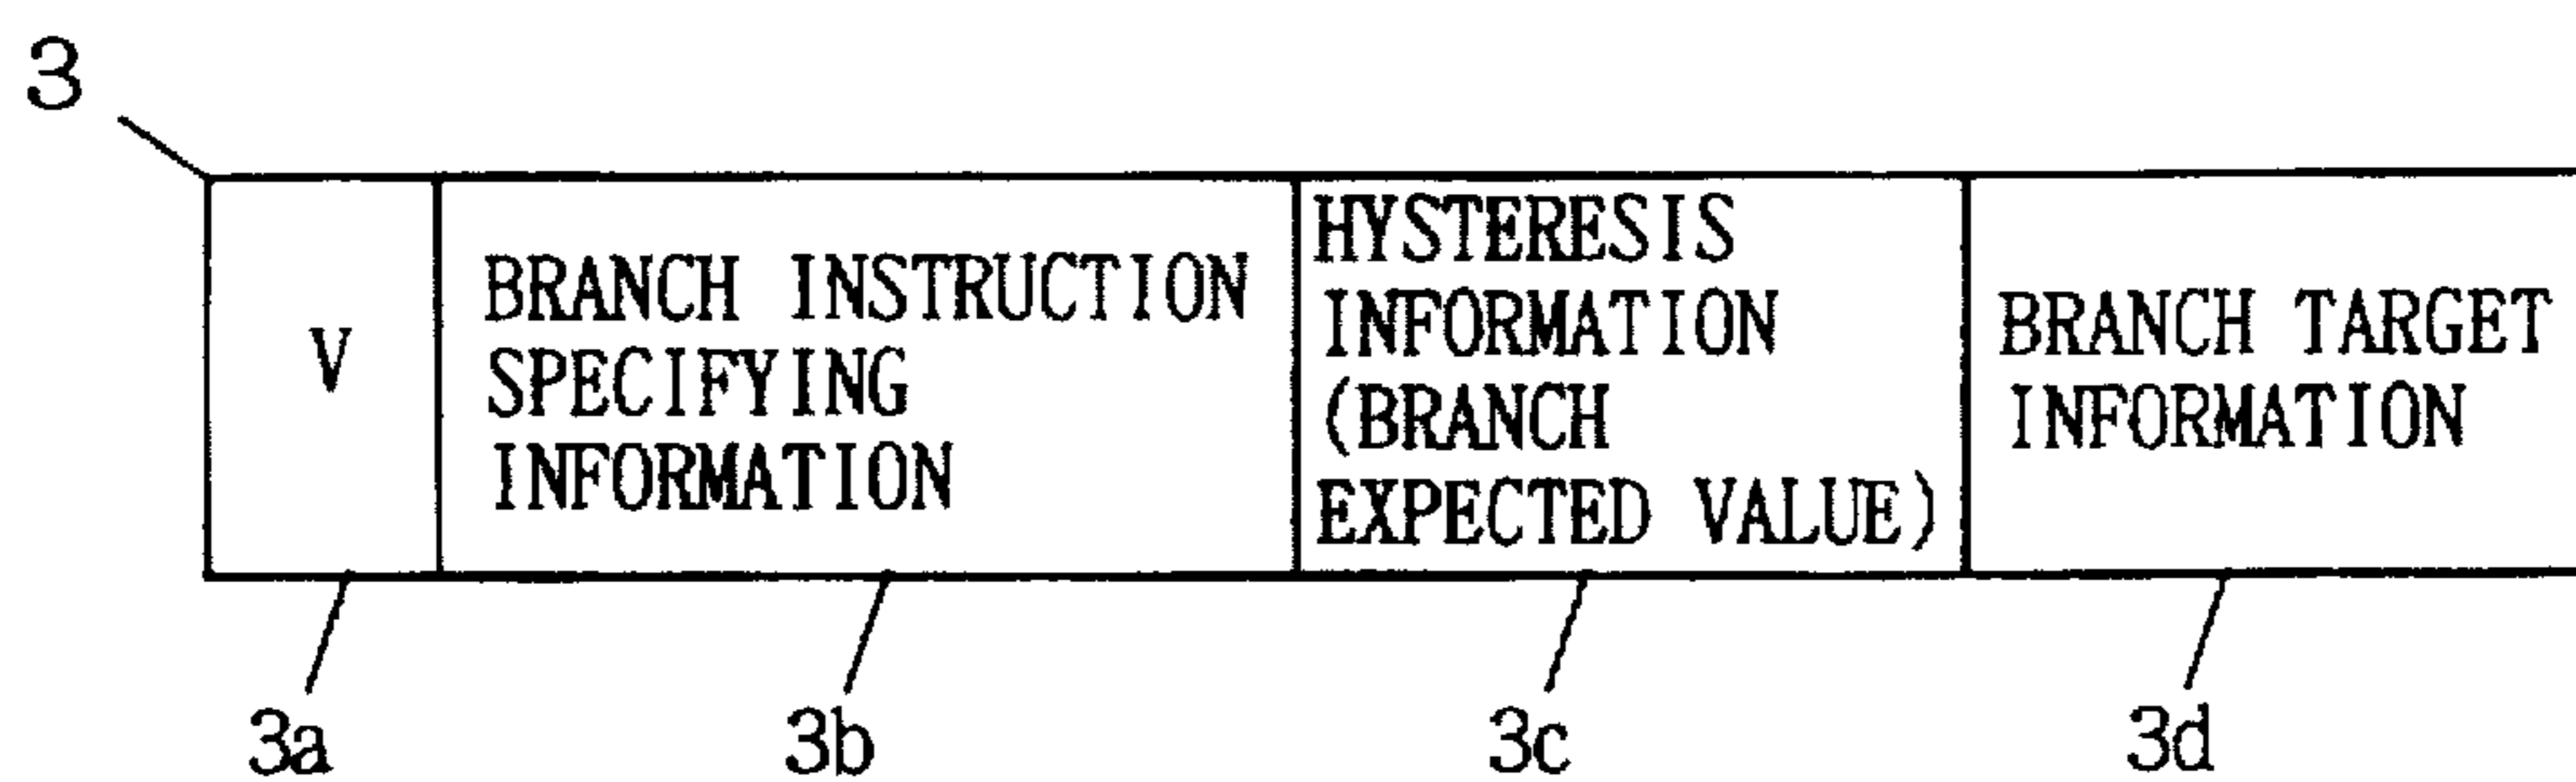 3
V
BRANCH INSTRUCTION
SPECIFYING
INFORMATION
HYSTERESIS
INFORMATION
(BRANCH
EXPECTED VALUE)
BRANCH TARGET
INFORMATION
3a
3b
3c
3d